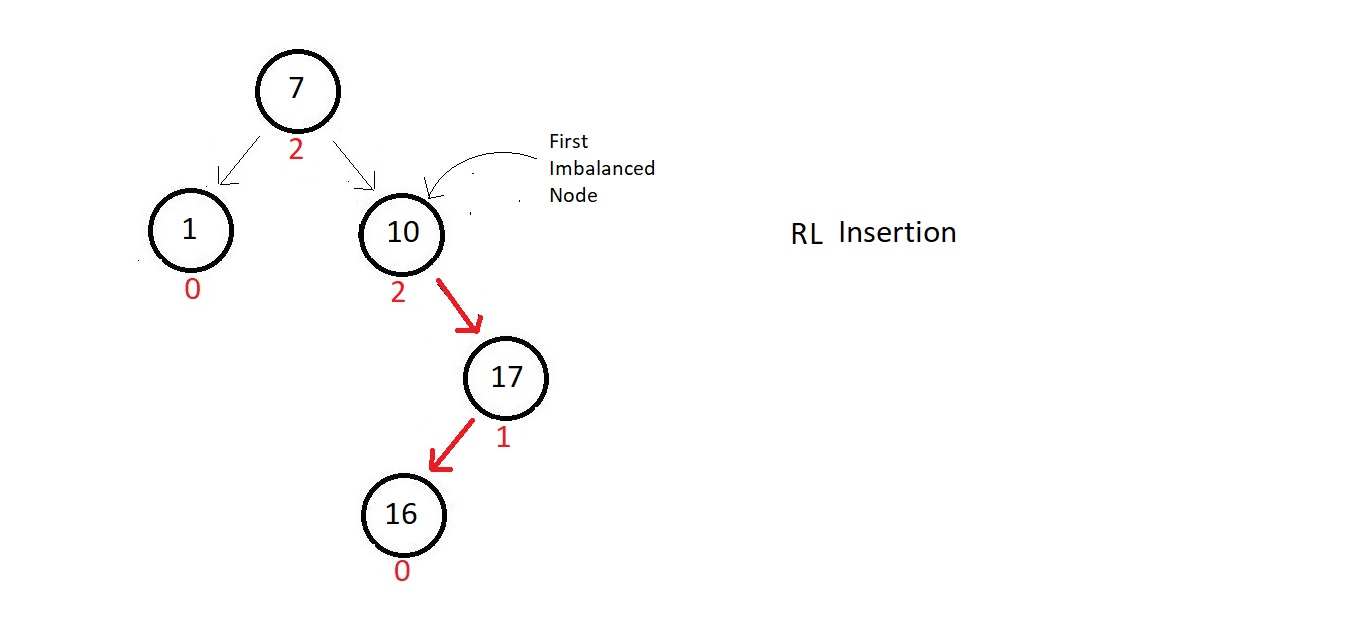 7
2
First
Imbalanced
Node
1
0
10
2
RL Insertion
17
1
16
0